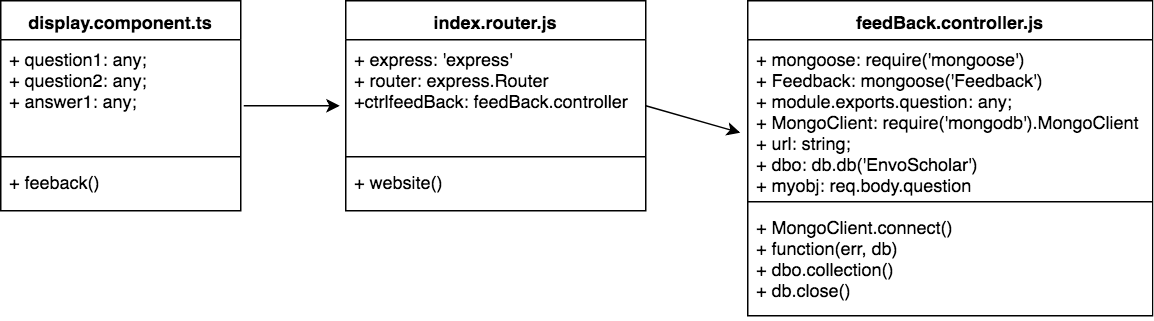 display.component.ts
+ question1: any;
+ question2: any;
+ answer1: any;
+ feeback()
index.router.js
+ express: 'express'
+ router: express.Router
+ctrlfeedBack: feedBack.controller
+ website()
feedBack.controller.js
+ mongoose: require('mongoose')
+ Feedback: mongoose('Feedback')
+ module.exports.question: any;
+ MongoClient: require('mongodb').MongoClient
+ url: string;
+ dbo: db.db('EnvoScholar')
+ myobj: req.body.question
+ MongoClient.connect()
+ function(err, db)
+ dbo.collection()
+ db.close()